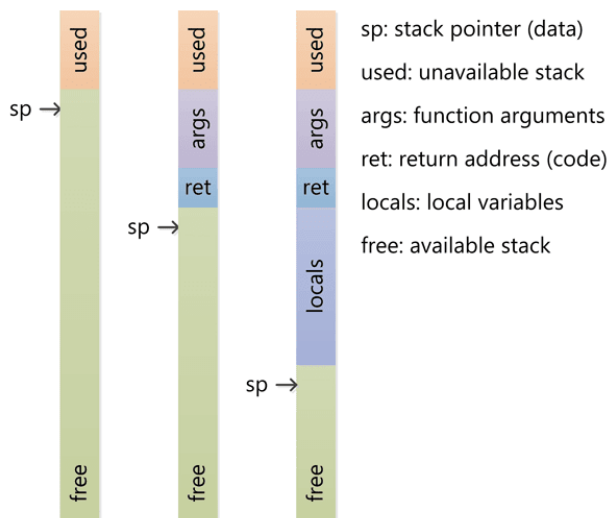 used
used
used
sp: stack pointer (data)
used: unavailable stack
sp →
args
args
args: function arguments
ret
ret
ret: return address (code)
sp →
locals
locals: local variables
free: available stack
sp →
free
free
free